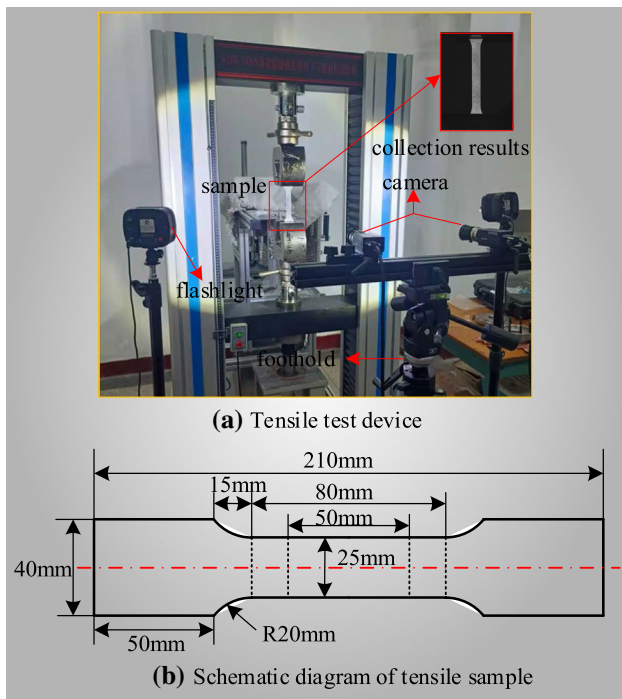 collection results
sample
camera
flashlight
foothold
(a) Tensile test device
210mm
15mm
80mm
50mm
40mm
25mm
50mm
R20mm
(b) Schematic diagram of tensile sample